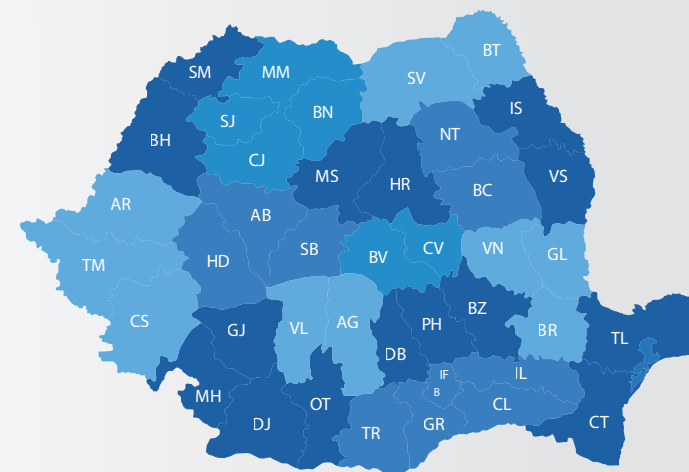 BT
SM
MM
SV
IS
SJ
BN
NT
BH
CJ
MS
HR
BC
VS
AR
AB
SB
BV
CV
VN
GL
TM
HD
CS
GJ
VL
AG
PH
BZ
BR
TL
DB
IF
IL
B
MH
OT
CL
DJ
TR
GR
CT